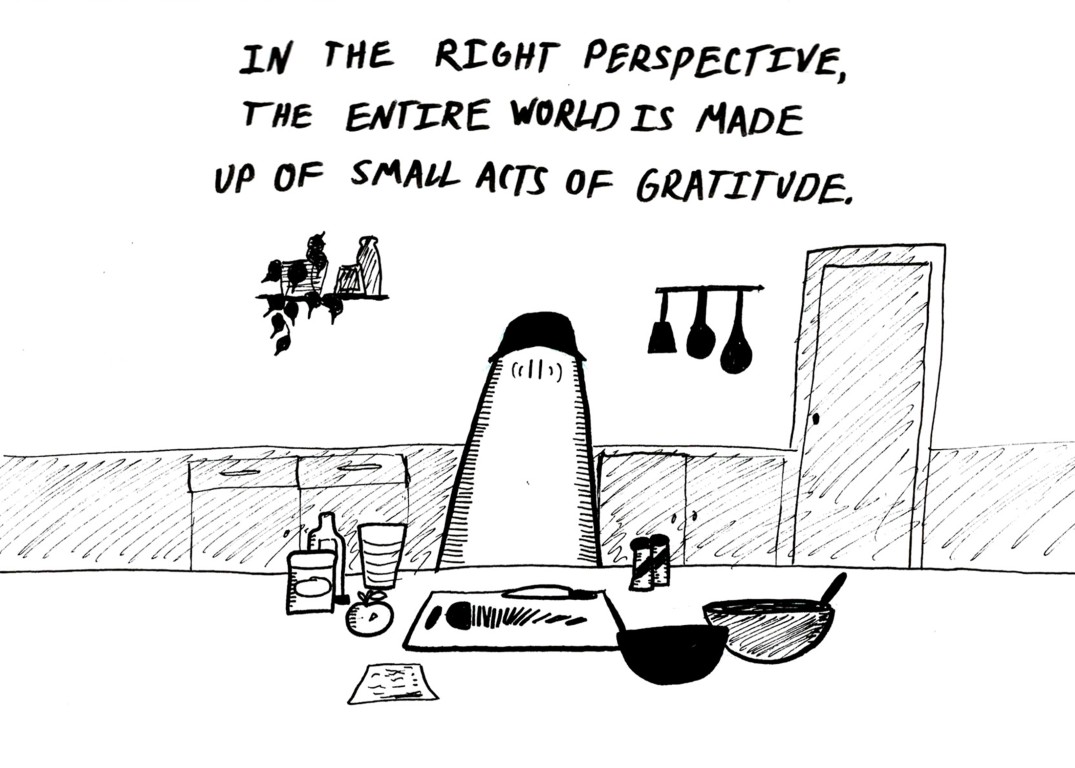 IN THE RIGHT PERSPECTIVE,
THE ENTIRE WORLD IS MADE
UP OF SMALL ACTS OF GRATITUDE.